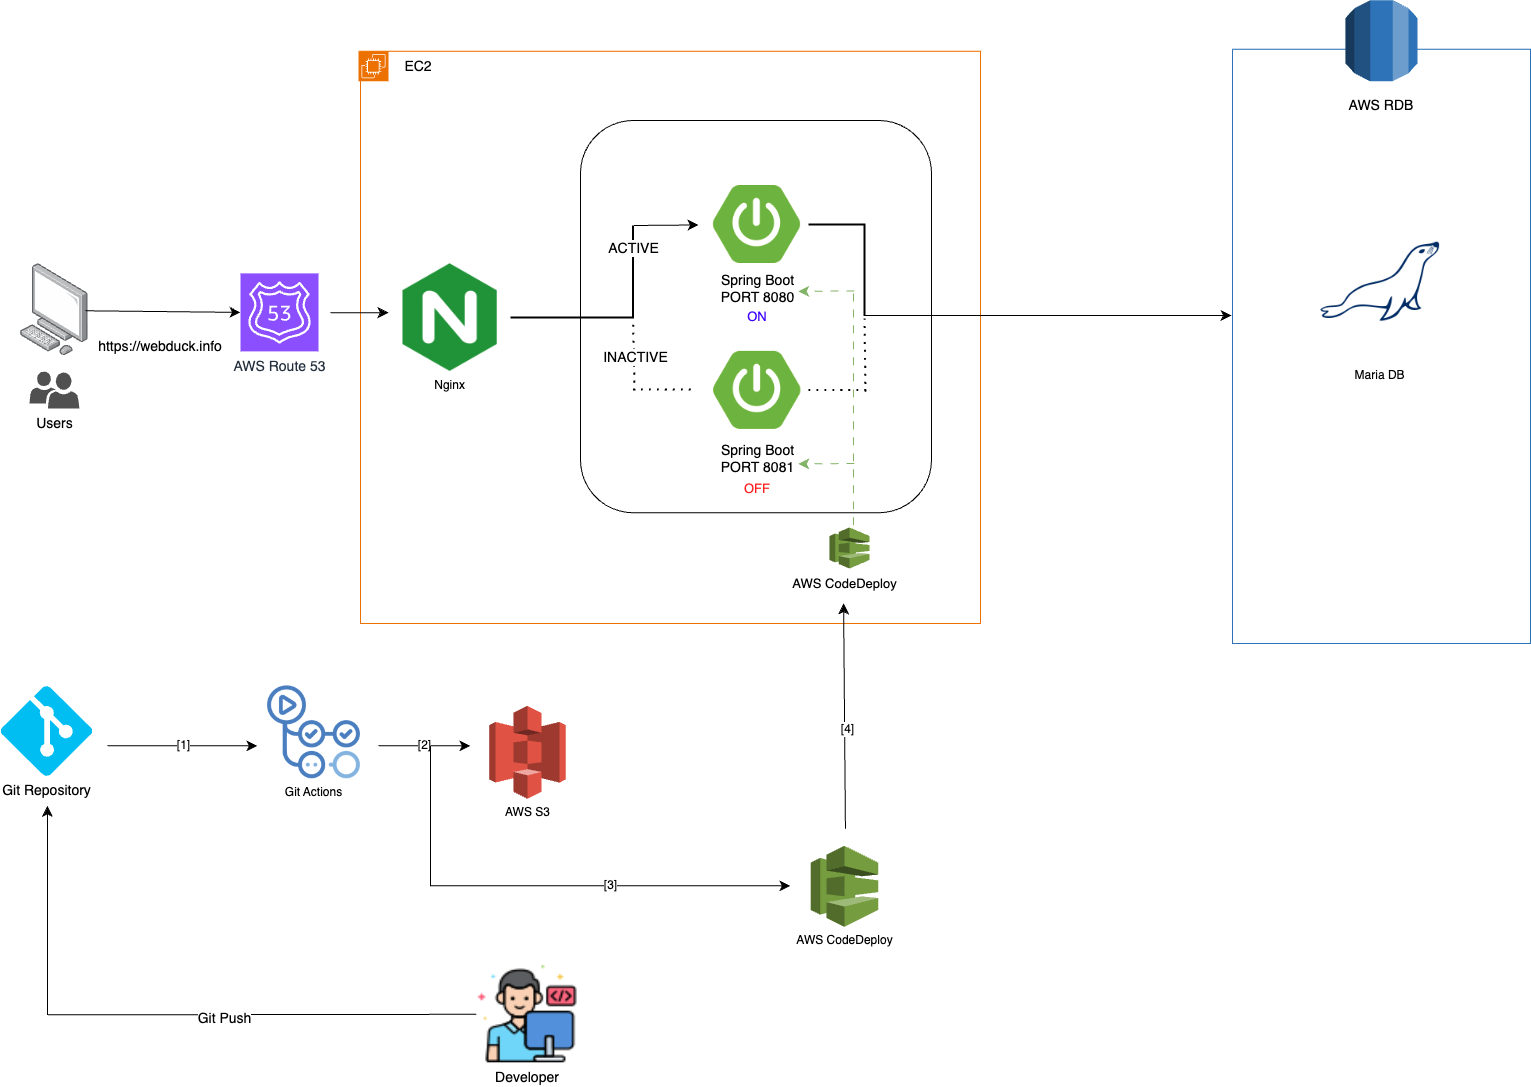 EC2
AWS RDB
ACTIVE
Spring Boot
PORT 8080
ON
53
https://webduck.info
AWS Route 53
N
Nginx
INACTIVE
Maria DB
Users
Spring Boot
PORT 8081
OFF
AWS CodeDeploy
[4]
[1]
[2]
Git Repository
Git Actions
AWS S3
[3]
AWS CodeDeploy
</>
Git Push
Developer